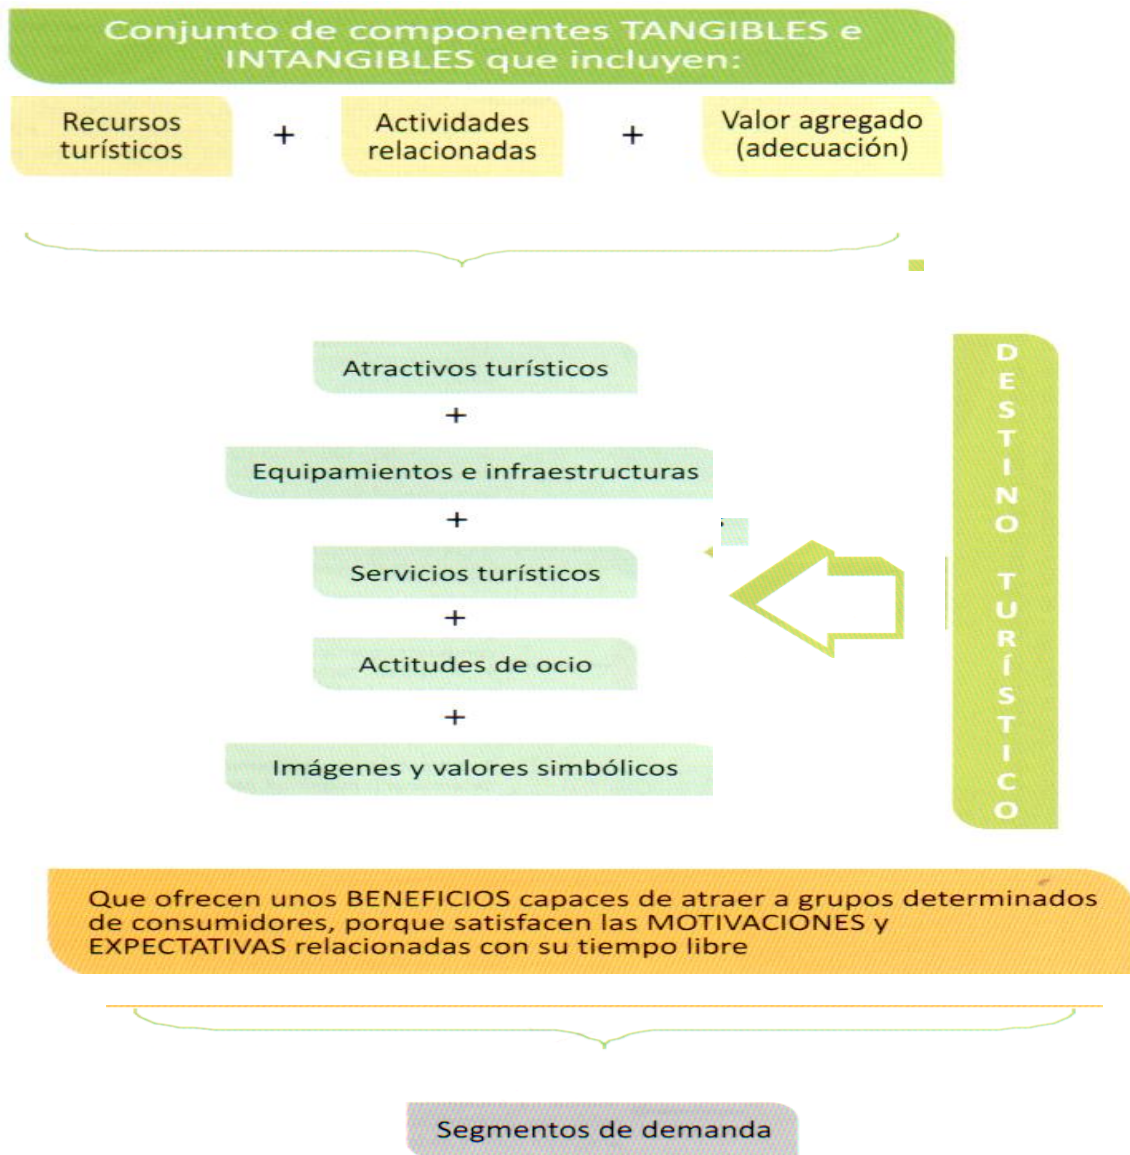 Conjunto de componentes TANGIBLES e
INTANGIBLES que incluyen:
Recursos
turísticos
+
Actividades
relacionadas
+
Valor agregado
(adecuación)
Atractivos turísticos
+
Equipamientos e infraestructuras
+
Servicios turísticos
+
Actitudes de ocio
+
Imágenes y valores simbólicos
DESTINO TURÍSTICO
Que ofrecen unos BENEFICIOS capaces de atraer a grupos determinados
de consumidores, porque satisfacen las MOTIVACIONES y
EXPECTATIVAS relacionadas con su tiempo libre
Segmentos de demanda